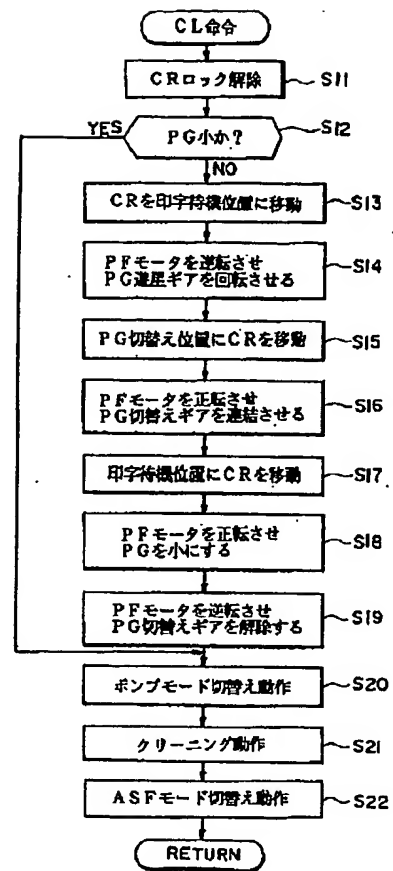 CL命令
CRロック解除
S11
PG小か？
S12
YES
NO
CRを印字待機位置に移動
S13
PFモータを逆転させ
PG遊星ギアを回転させる
S14
PG切替え位置にCRを移動
S15
PFモータを正転させ
PG切替えギアを連結させる
S16
印字待機位置にCRを移動
S17
PFモータを正転させ
PGを小にする
S18
PFモータを逆転させ
PG切替えギアを解除する
S19
ポンプモード切替え動作
S20
クリーニング動作
S21
ASFモード切替え動作
S22
RETURN